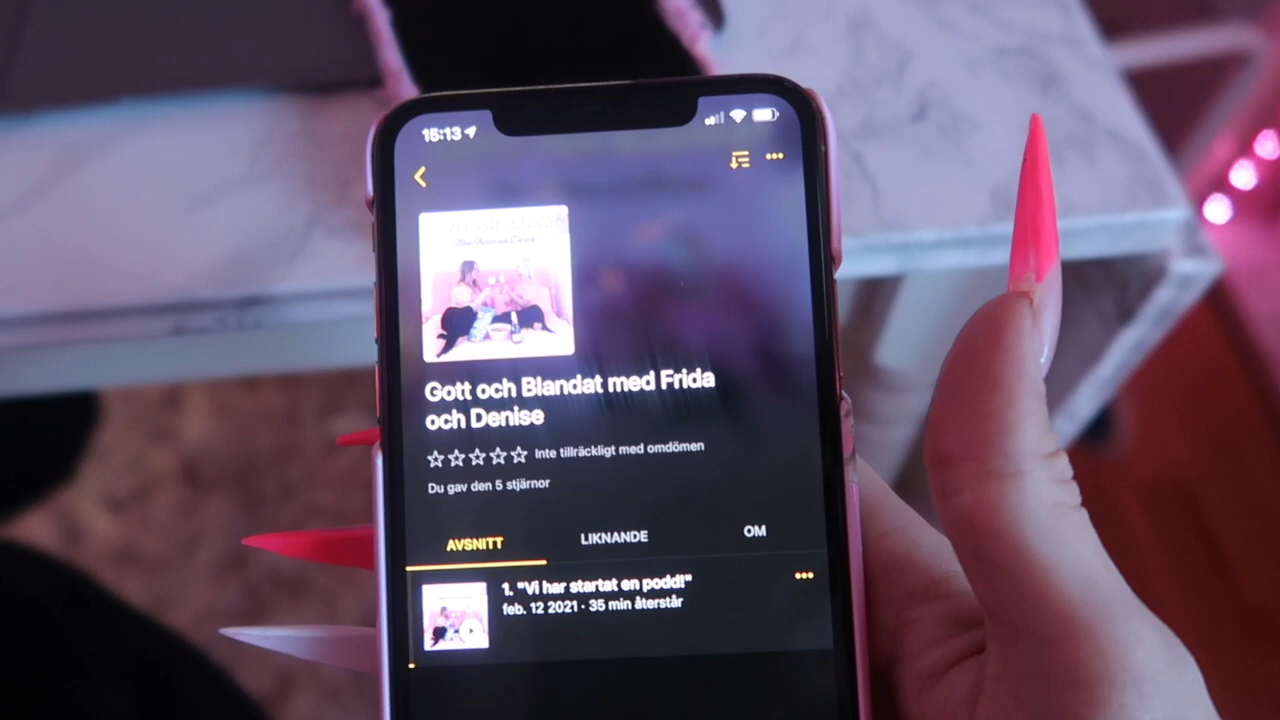 15:13
Gott och Blandat med Frida
och Denise
Inte tillräckligt med omdömen
Du gav den 5 stjärnor
AVSNITT LIKNANDE OM
1. "Vi har startat en podd!"
feb. 12 2021 · 35 min återstår